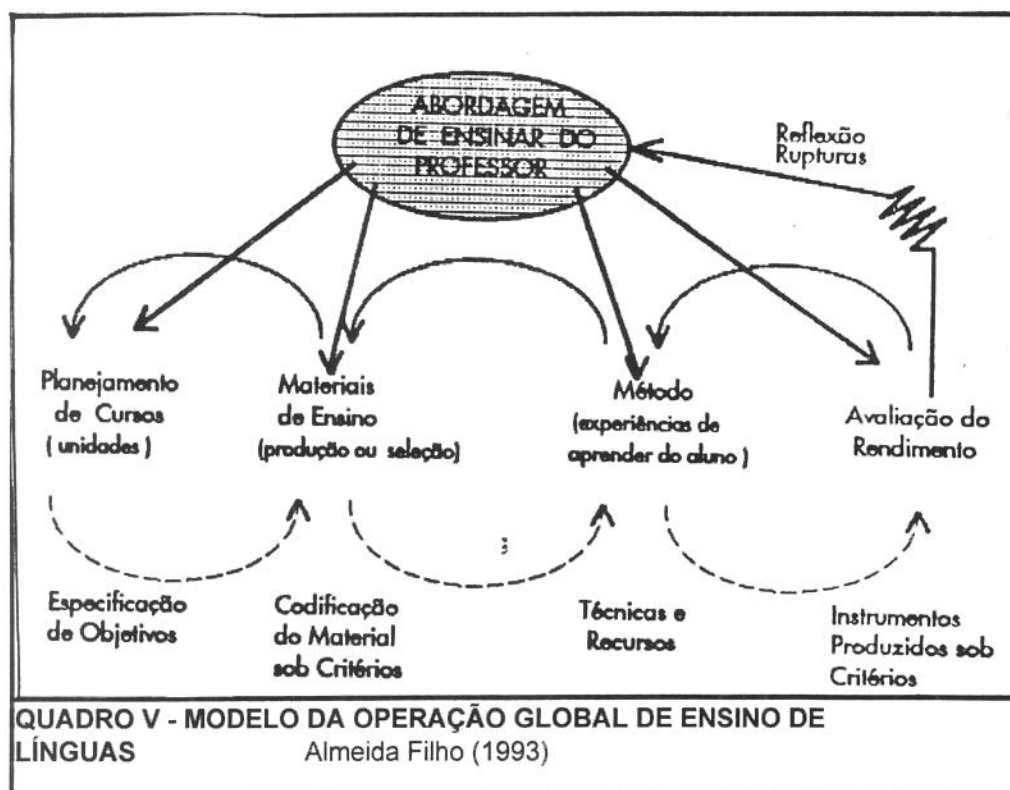 ABORDAGEM
DE ENSINAR DO
PROFESSOR
Reflexão
Rupturas
Planejamento
de Cursos
( unidades )
Materiais
de Ensino
(produção ou seleção)
Método
(experiências de
aprender do aluno )
Avaliação do
Rendimento
Especificação
de Objetivos
Codificação
do Material
sob Critérios
Técnicas e
Recursos
Instrumentos
Produzidos sob
Critérios
QUADRO V - MODELO DA OPERAÇÃO GLOBAL DE ENSINO DE
LÍNGUAS Almeida Filho (1993)